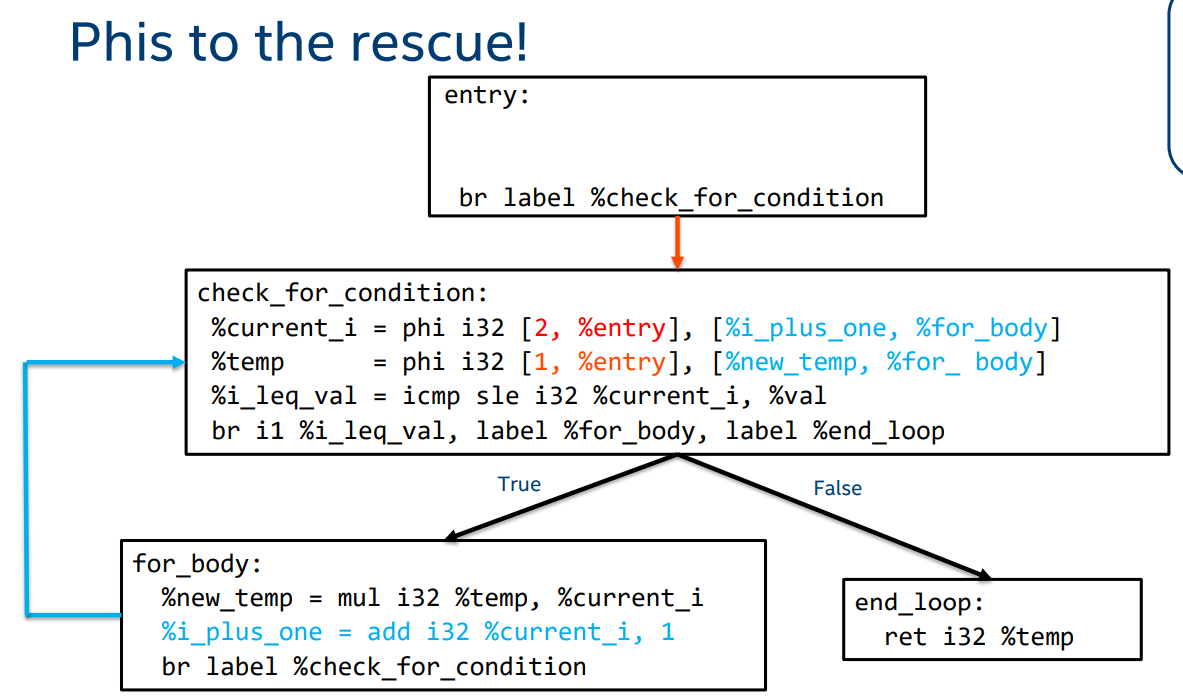 Phis to the rescue!
entry:
br label %check_for_condition
check_for_condition:
%current_i = phi i32 [2, %entry], [%i_plus_one, %for_body]
%temp      = phi i32 [1, %entry], [%new_temp, %for_ body]
%i_leq_val = icmp sle i32 %current_i, %val
br i1 %i_leq_val, label %for_body, label %end_loop
True
False
for_body:
%new_temp = mul i32 %temp, %current_i
%i_plus_one = add i32 %current_i, 1
br label %check_for_condition
end_loop:
ret i32 %temp